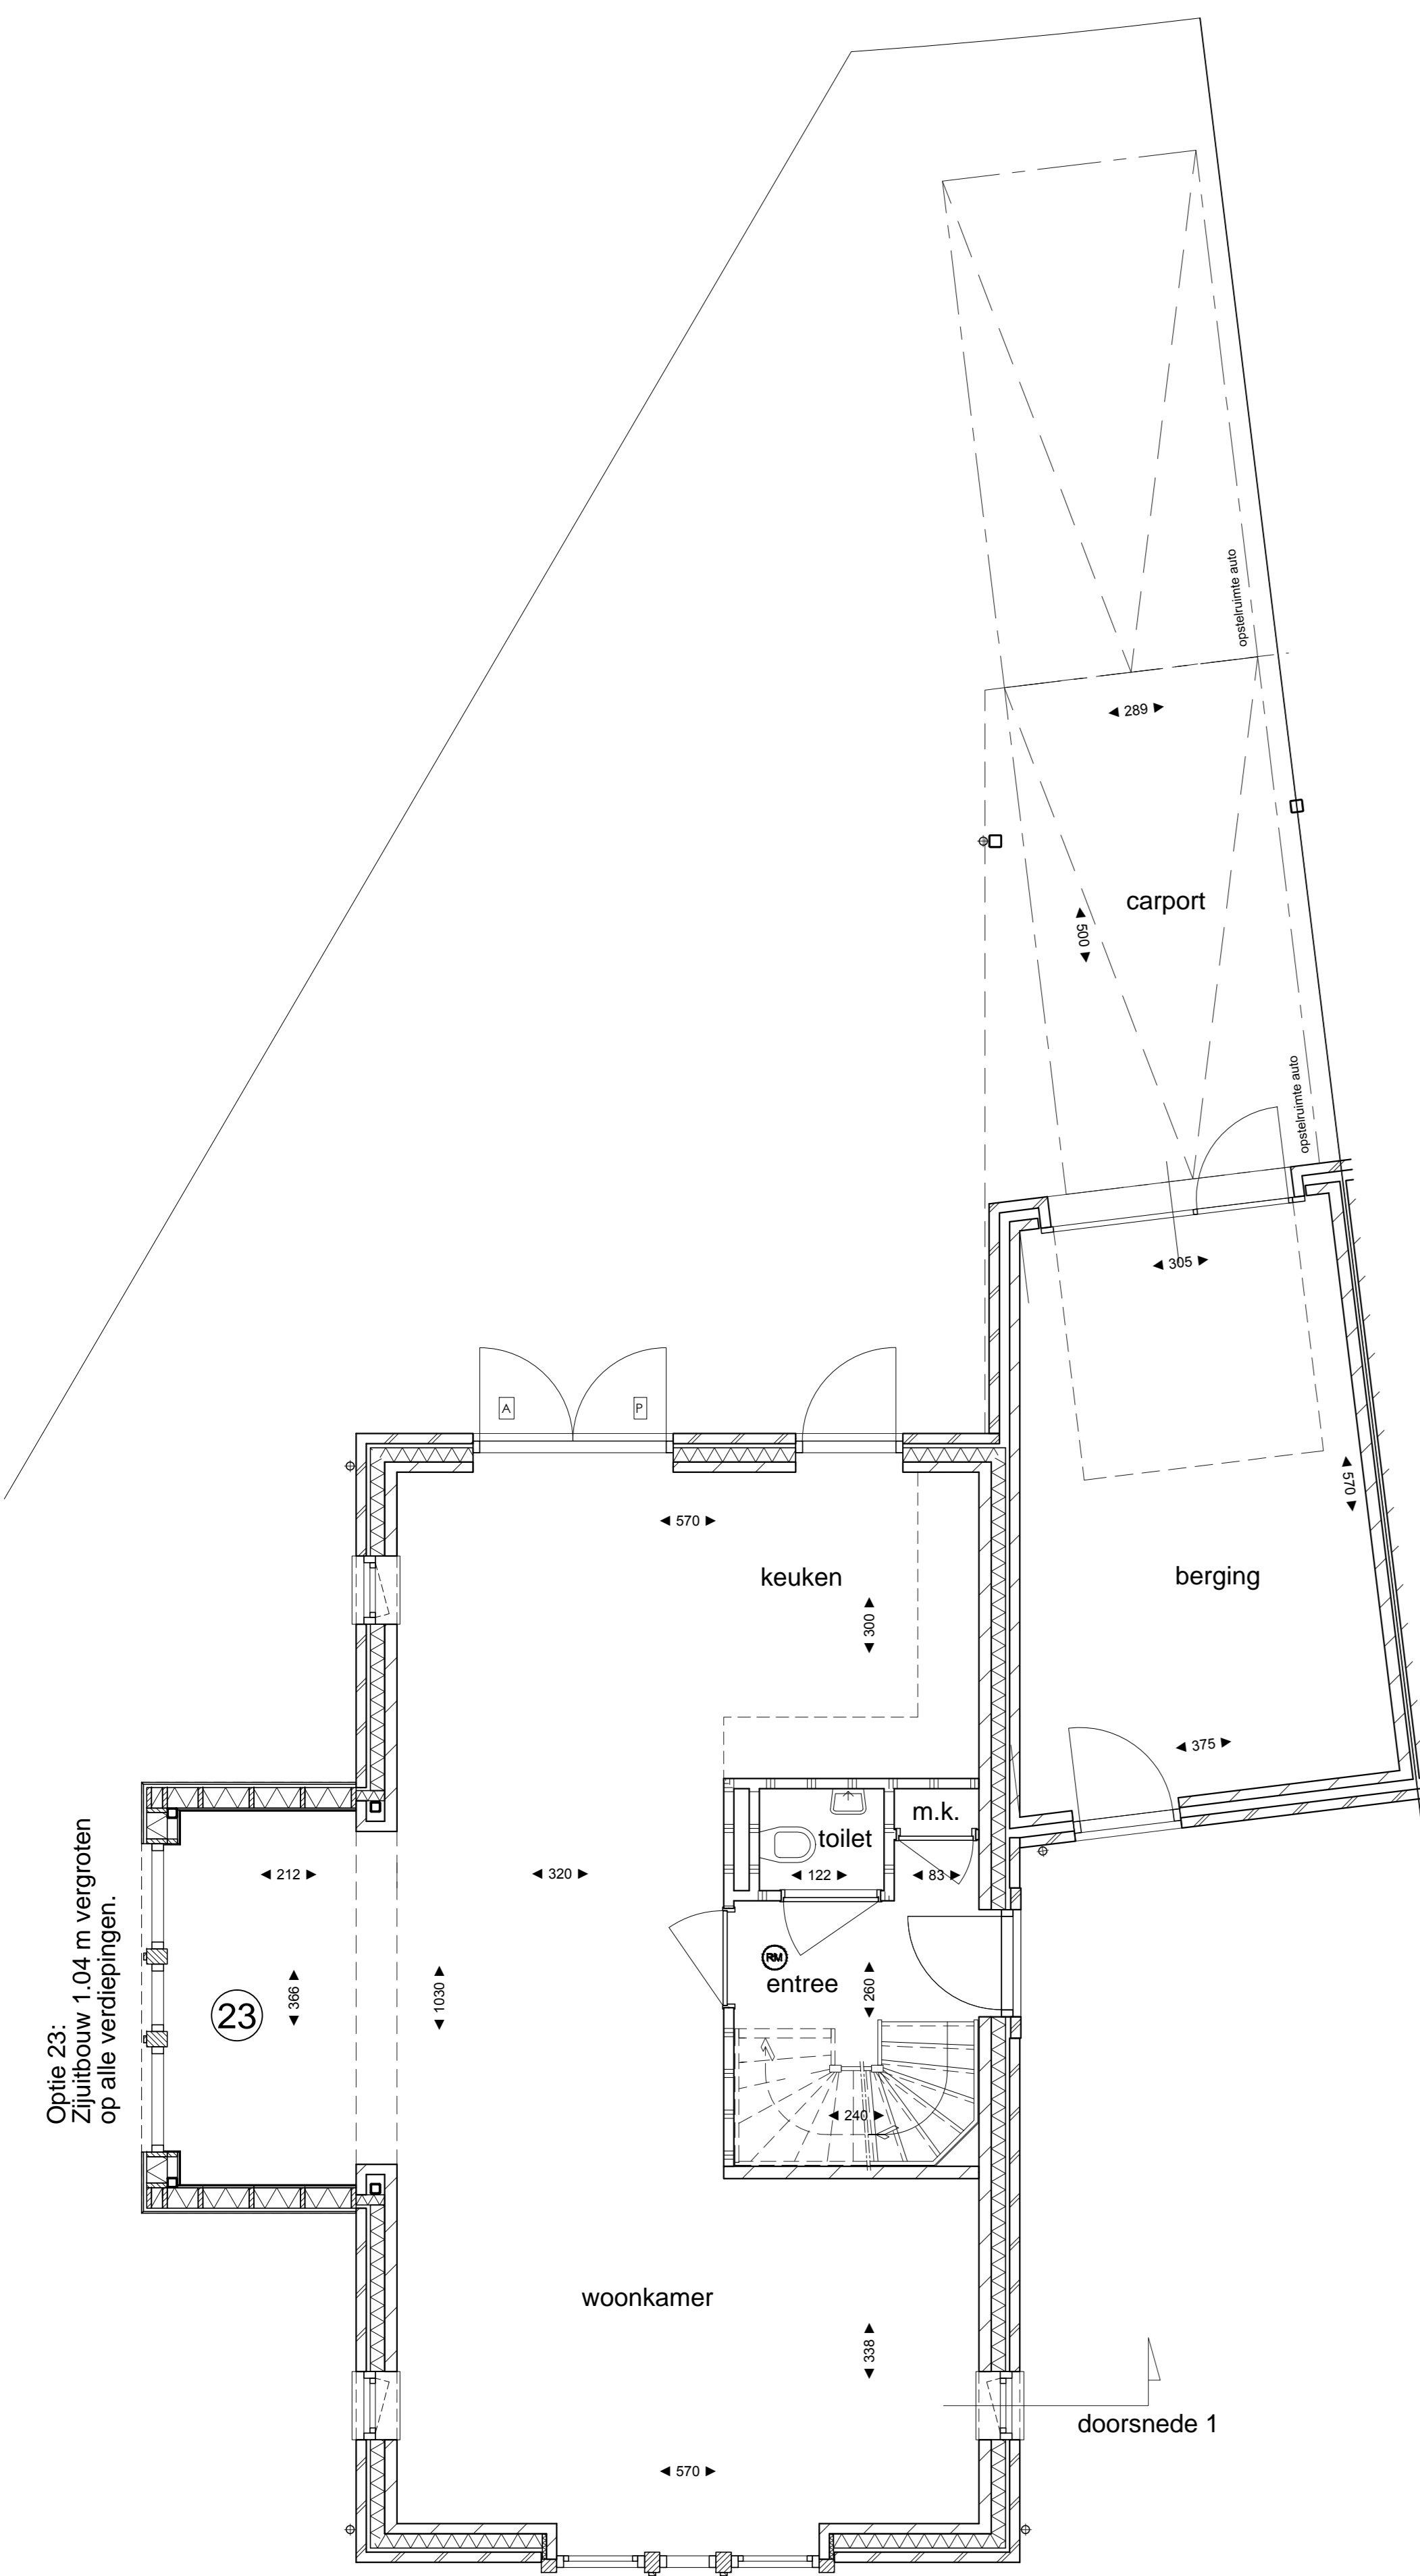 opstelruimte auto
289
carport
500
opstelruimte auto
305
A
P
570
570
keuken
berging
300
375
m.k.
toilet
Optie 23:
Zijuitbouw 1.04 m vergroten
op alle verdiepingen.
212
320
122
83
RM
entree
260
366
1030
23
240
woonkamer
338
doorsnede 1
570